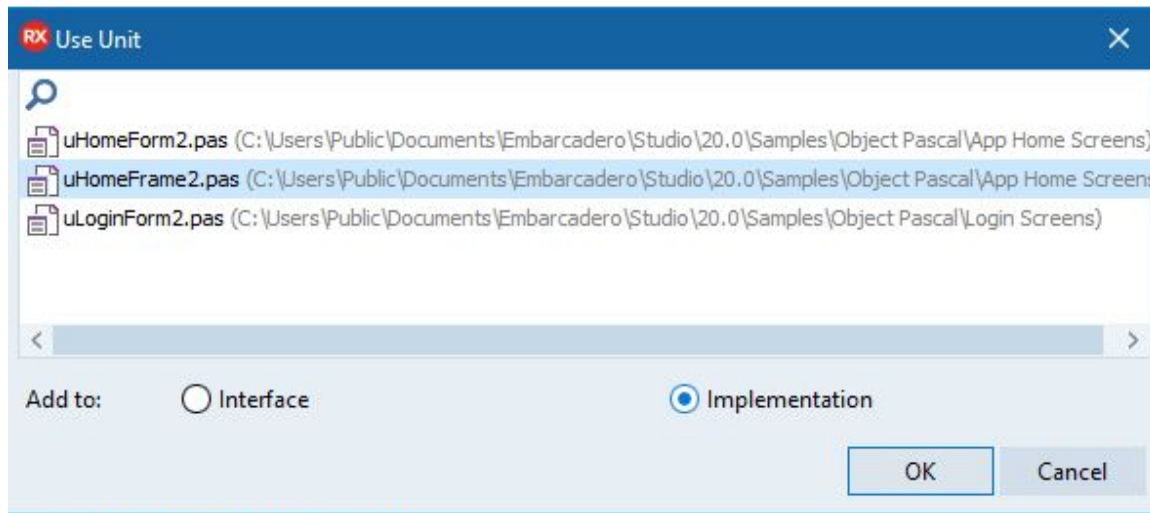 RX Use Unit
uHomeForm2.pas (C:\Users\Public\Documents\Embarcadero\Studio\20.0\Samples\Object Pascal\App Home Screens)
uHomeFrame2.pas (C:\Users\Public\Documents\Embarcadero\Studio\20.0\Samples\Object Pascal\App Home Screens
uLoginForm2.pas (C:\Users\Public\Documents\Embarcadero\Studio\20.0\Samples\Object Pascal\Login Screens)
Add to: Interface Implementation
OK Cancel